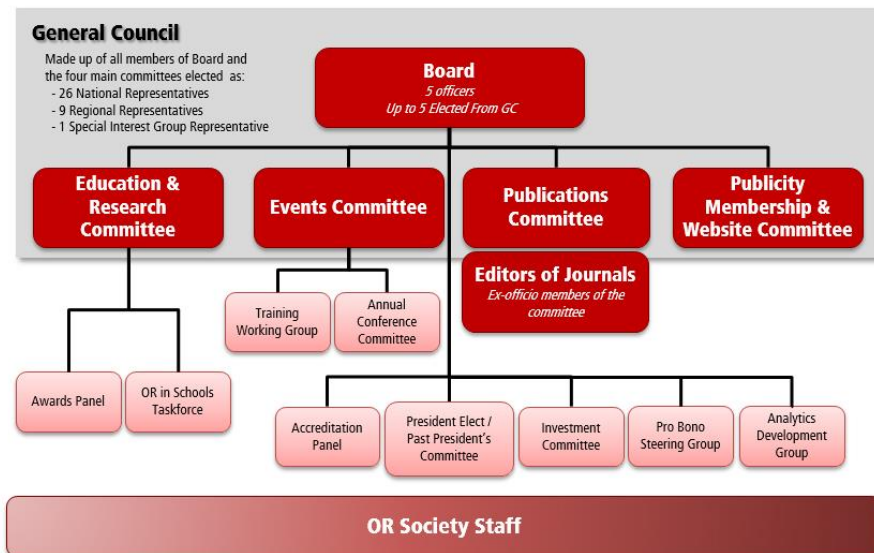 General Council
Made up of all members of Board and
the four main committees elected as:
- 26 National Representatives
- 9 Regional Representatives
- 1 Special Interest Group Representative
Board
5 officers
Up to 5 Elected From GC
Education &
Research
Committee
Events Committee
Publications
Committee
Publicity
Membership &
Website Committee
Editors of Journals
Ex-officio members of the
committee
Training
Working Group
Annual
Conference
Committee
Awards Panel
OR in Schools
Taskforce
Accreditation
Panel
President Elect /
Past President's
Committee
Investment
Committee
Pro Bono
Steering Group
Analytics
Development
Group
OR Society Staff